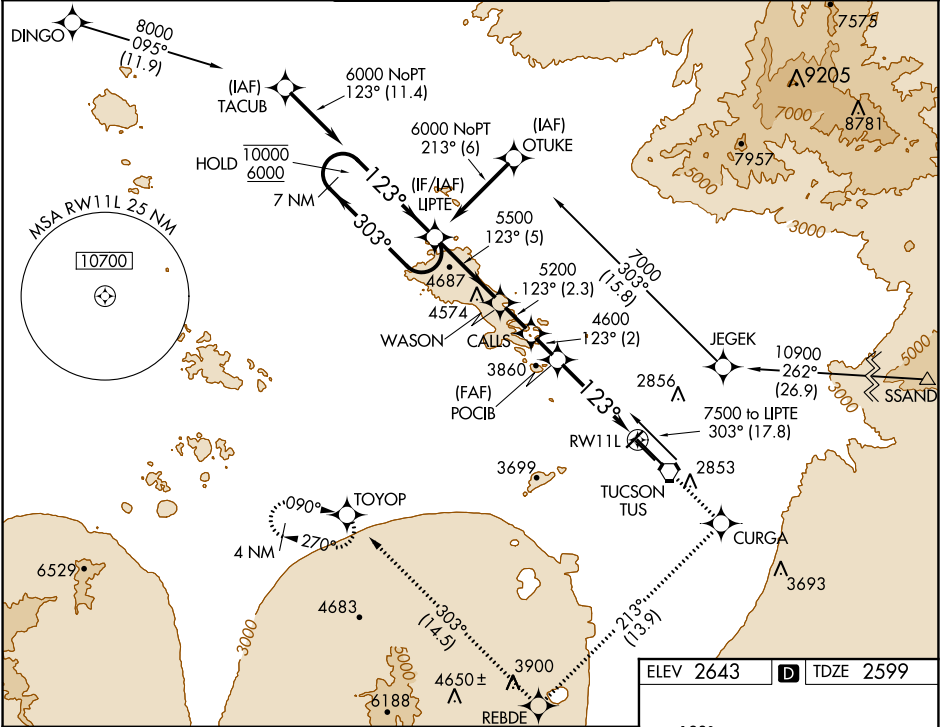 DINGO
8000
095°
(11.9)
(IAF)
TACUB
6000 NoPT
123° (11.4)
HOLD
10000
6000
7 NM
123°
303°
6000 NoPT
213° (6)
(IAF)
OTUKE
(IF/IAF)
LIPTE
5500
123° (5)
5200
123° (2.3)
4600
123° (2)
4687
4574
WASON
CALLS
3860
(FAF)
POCIB
123°
7575
9205
8781
7000
7957
5000
3000
MSA RW11L 25 NM
10700
7000
303°
(15.8)
JEGEK
10900
262°
(26.9)
SSAND
5000
3000
2856
7500 to LIPTE
303° (17.8)
RW11L
2853
TUCSON
TUS
3699
TOYOP
090°
270°
4 NM
CURGA
3693
6529
3000
4683
303°
(14.5)
213°
(13.9)
5000
4650±
3900
6188
REBDE
3000
ELEV 2643
D
TDZE 2599